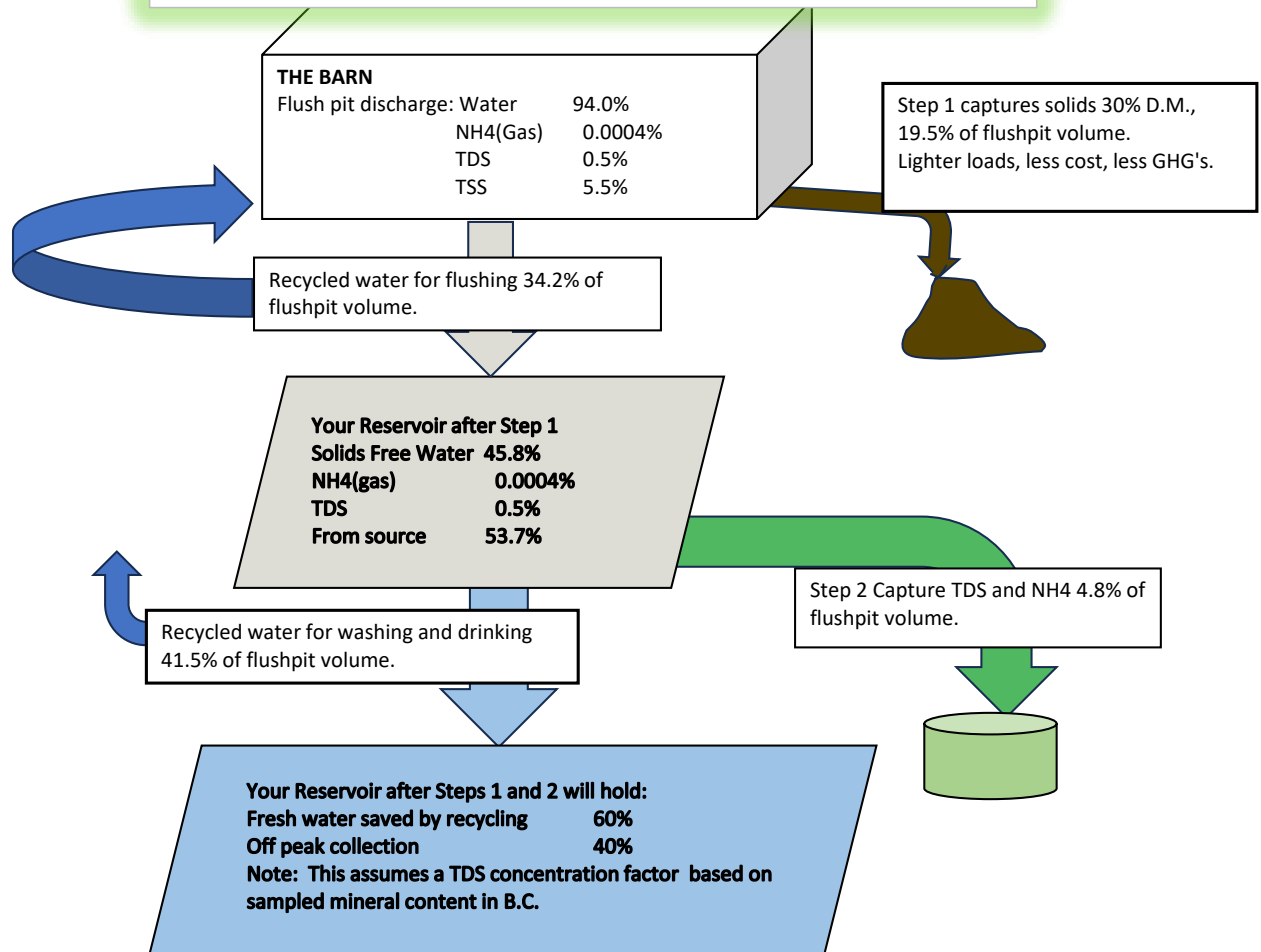 THE BARN
Flush pit discharge: Water 94.0%
NH4(Gas) 0.0004%
TDS 0.5%
TSS 5.5%
Step 1 captures solids 30% D.M.,
19.5% of flushpit volume.
Lighter loads, less cost, less GHG's.
Recycled water for flushing 34.2% of
flushpit volume.
Your Reservoir after Step 1
Solids Free Water 45.8%
NH4(gas) 0.0004%
TDS 0.5%
From source 53.7%
Step 2 Capture TDS and NH4 4.8% of
flushpit volume.
Recycled water for washing and drinking
41.5% of flushpit volume.
Your Reservoir after Steps 1 and 2 will hold:
Fresh water saved by recycling 60%
Off peak collection 40%
Note: This assumes a TDS concentration factor based on
sampled mineral content in B.C.